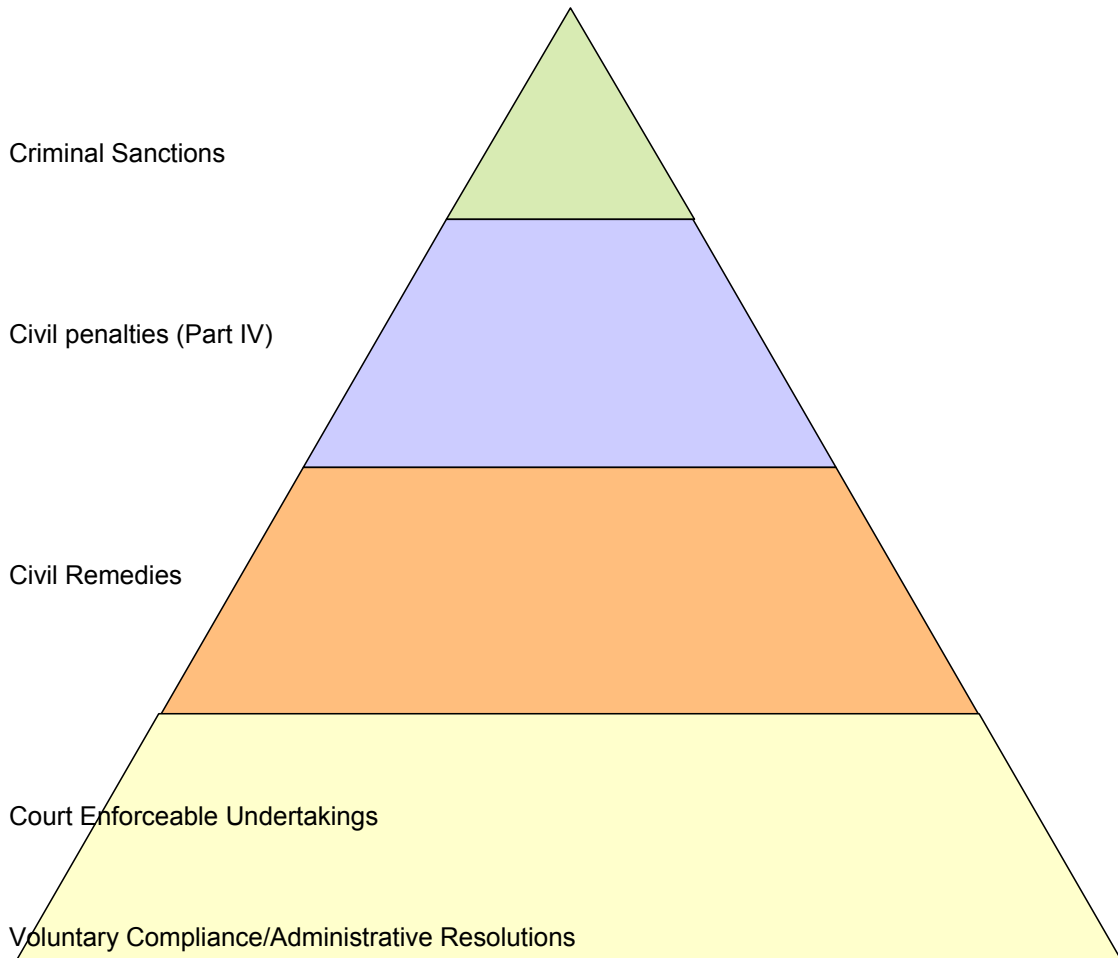 Criminal Sanctions
Civil penalties (Part IV)
Civil Remedies
Court Enforceable Undertakings
Voluntary Compliance/Administrative Resolutions